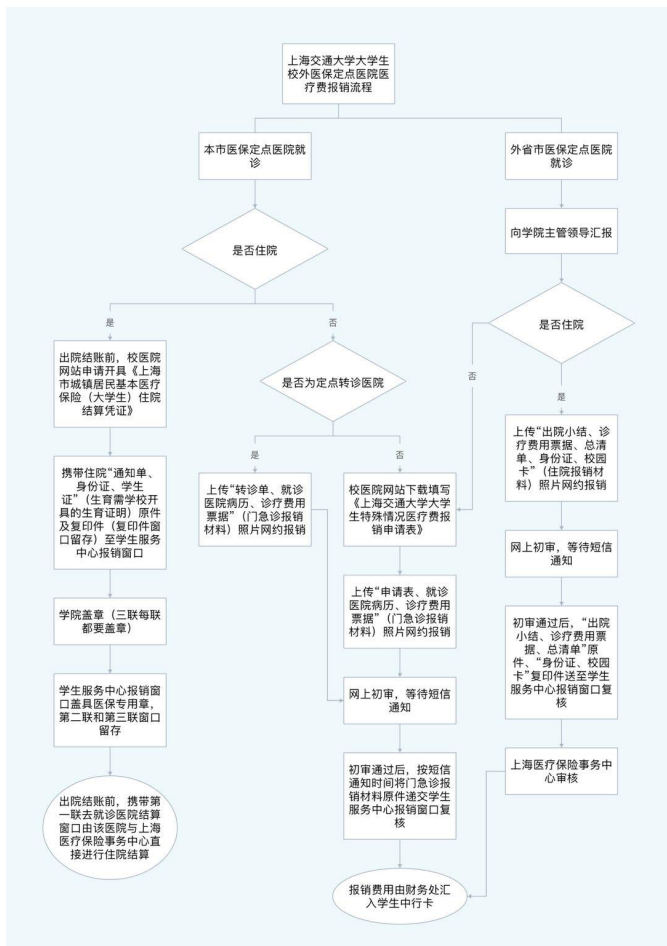 上海交通大学大学生
校外医保定点医院医
疗费报销流程
本市医保定点医院就
诊
外省市医保定点医院
就诊
是否住院
向学院主管领导汇报
是否住院
是
否
否
是
出院结账前，校医院
网站申请开具《上海
市城镇居民基本医疗
保险（大学生）住院
结算凭证》
是否为定点转诊医院
是
否
上传“出院小结、诊
疗费用票据、总清
单、身份证、校园
卡”（住院报销材
料）照片网约报销
携带住院“通知单、
身份证、学生
证”（生育需学校开
具的生育证明）原件
及复印件（复印件窗
口留存）至学生服务
中心报销窗口
上传“转诊单、就诊
医院病历、诊疗费用
票据”（门急诊报销
材料）照片网约报销
校医院网站下载填写
《上海交通大学大学
生特殊情况医疗费报
销申请表》
网上初审，等待短信
通知
学院盖章（三联每联
都要盖章）
上传“申请表、就诊
医院病历、诊疗费用
票据”（门急诊报销
材料）照片网约报销
初审通过后，“出院
小结、诊疗费用票
据、总清单”原
件、“身份证、校园
卡”复印件送至学生
服务中心报销窗口复
核
学生服务中心报销窗
口盖具医保专用章，
第二联和第三联窗口
留存
网上初审，等待短信
通知
出院结账前，携带第
一联去就诊医院结算
窗口由该医院与上海
医疗保险事务中心直
接进行住院结算
初审通过后，按短信
通知时间将门急诊报
销材料原件递交学生
服务中心报销窗口复
核
上海医疗保险事务中
心审核
报销费用由财务处汇
入学生中行卡